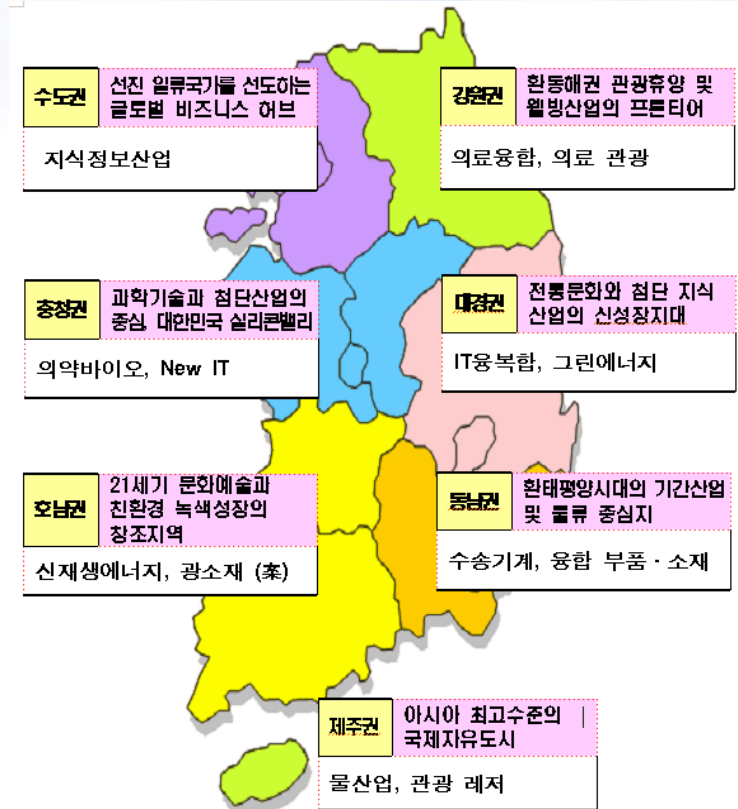 수도권
선진 일류국가를 선도하는
글로벌 비즈니스 허브
지식정보산업
강원권
환동해권 관광휴양 및
웰빙산업의 프론티어
의료융합, 의료 관광
충청권
과학기술과 첨단산업의
중심, 대한민국 실리콘밸리
의약바이오, New IT
대경권
전통문화와 첨단 지식
산업의 신성장지대
IT융복합, 그린에너지
호남권
21세기 문화예술과
친환경 녹색성장의
창조지역
신재생에너지, 광소재 (案)
동남권
환태평양시대의 기간산업
및 물류 중심지
수송기계, 융합 부품·소재
제주권
아시아 최고수준의
국제자유도시
물산업, 관광 레저